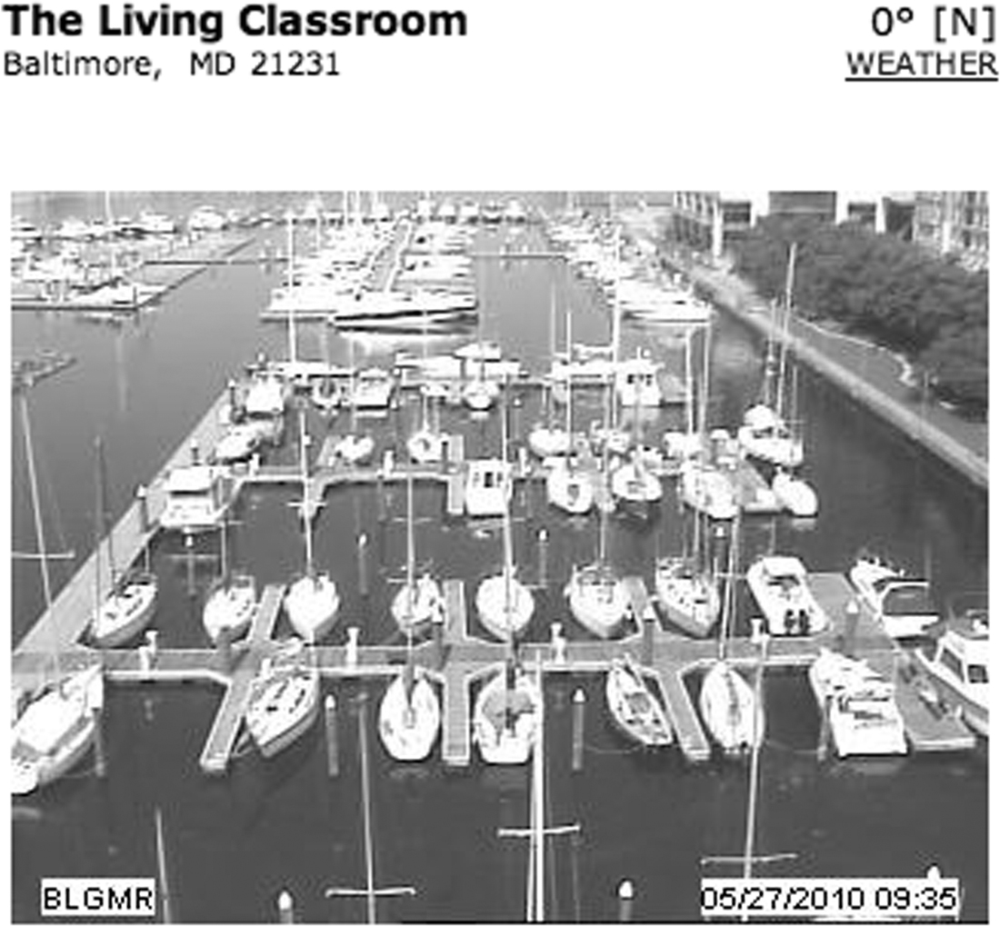 The Living Classroom
0° [N]
Baltimore, MD 21231
WEATHER
BLGMR
05/27/2010 09:35